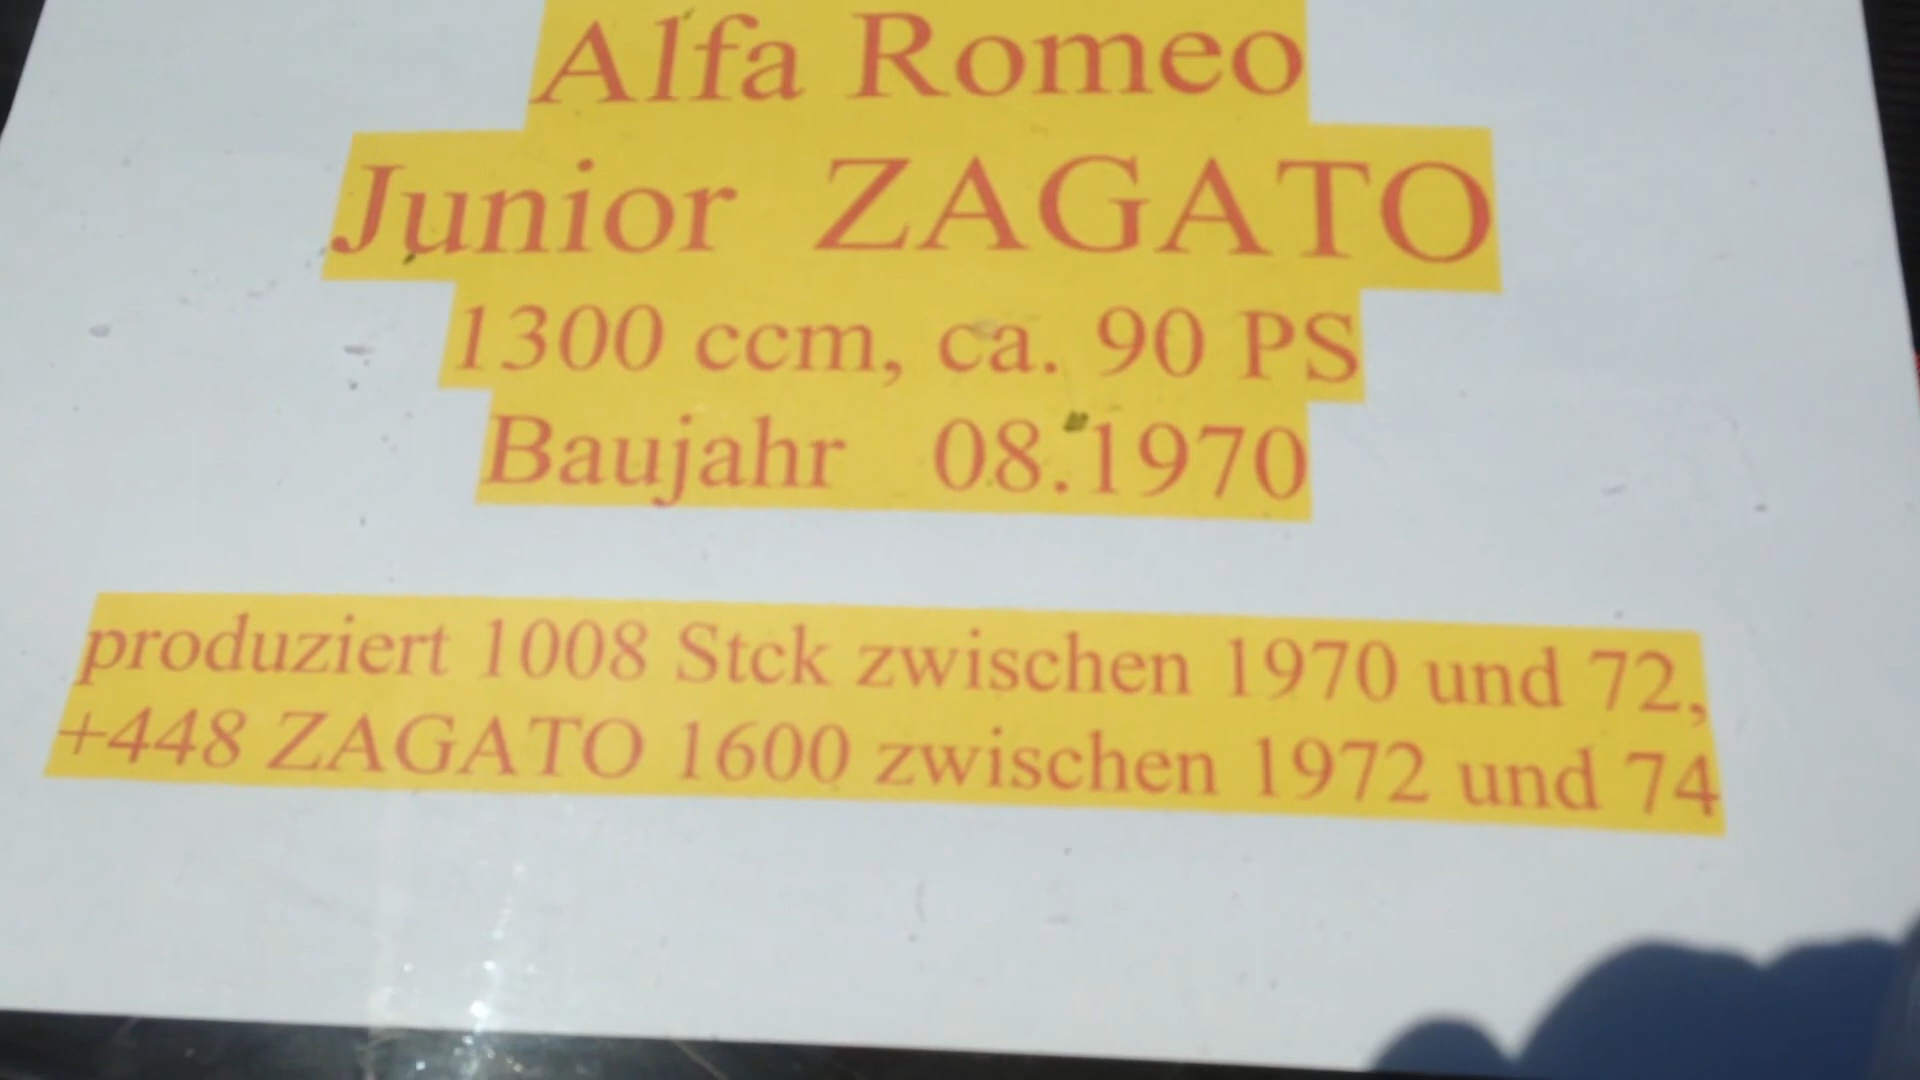 Alfa Romeo
Junior ZAGATO
1300 ccm, ca. 90 PS
Baujahr 08.1970
produziert 1008 Stck zwischen 1970 und 72,
+448 ZAGATO 1600 zwischen 1972 und 74